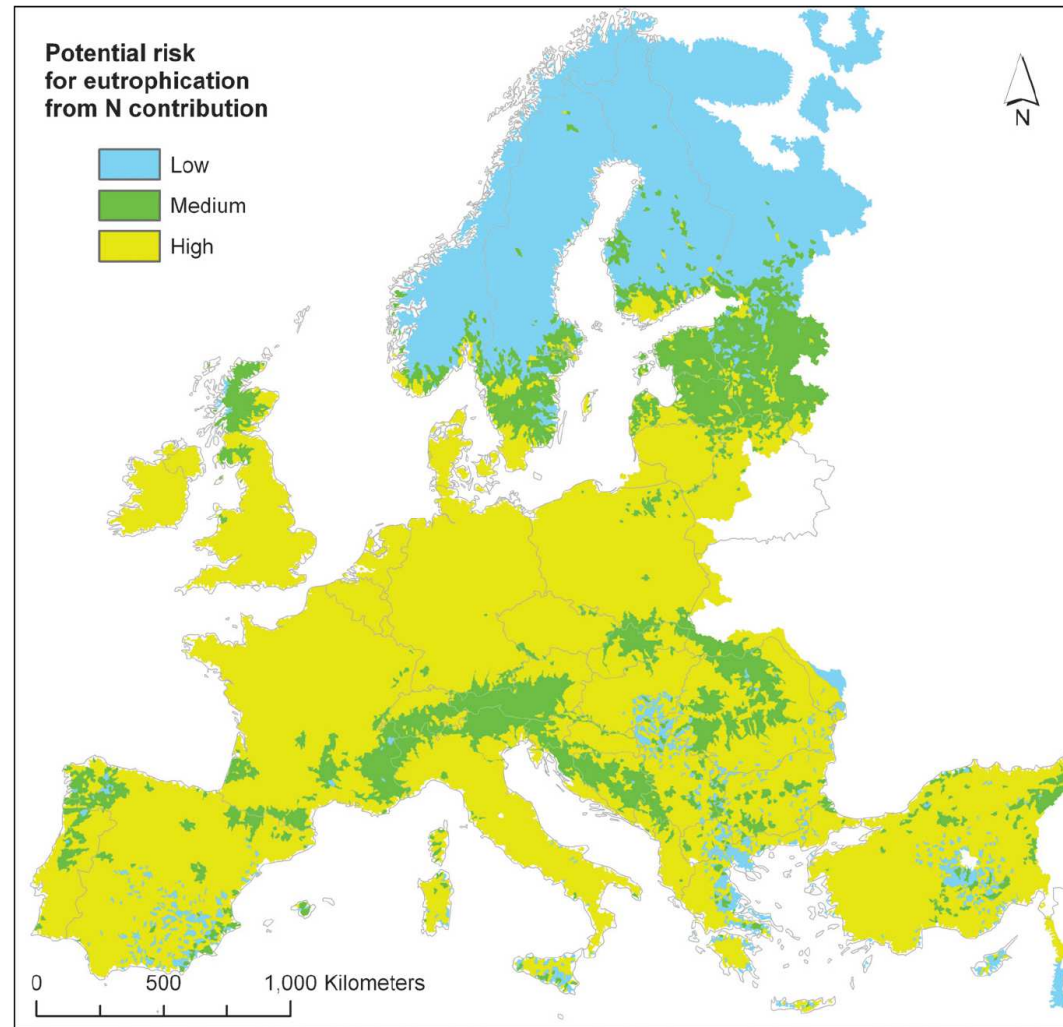 Potential risk
for eutrophication
from N contribution
Low
Medium
High
N
0 500 1,000 Kilometers